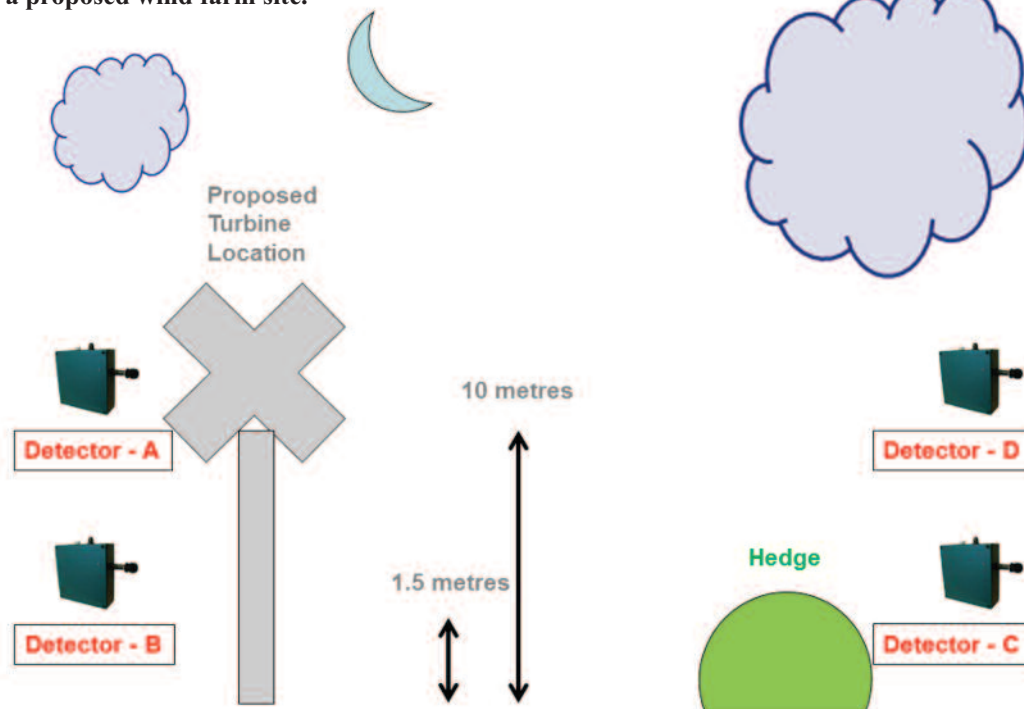 a proposed wind farm site.
Proposed
Turbine
Location
10 metres
Detector - A
Detector - D
Hedge
1.5 metres
Detector - B
Detector - C